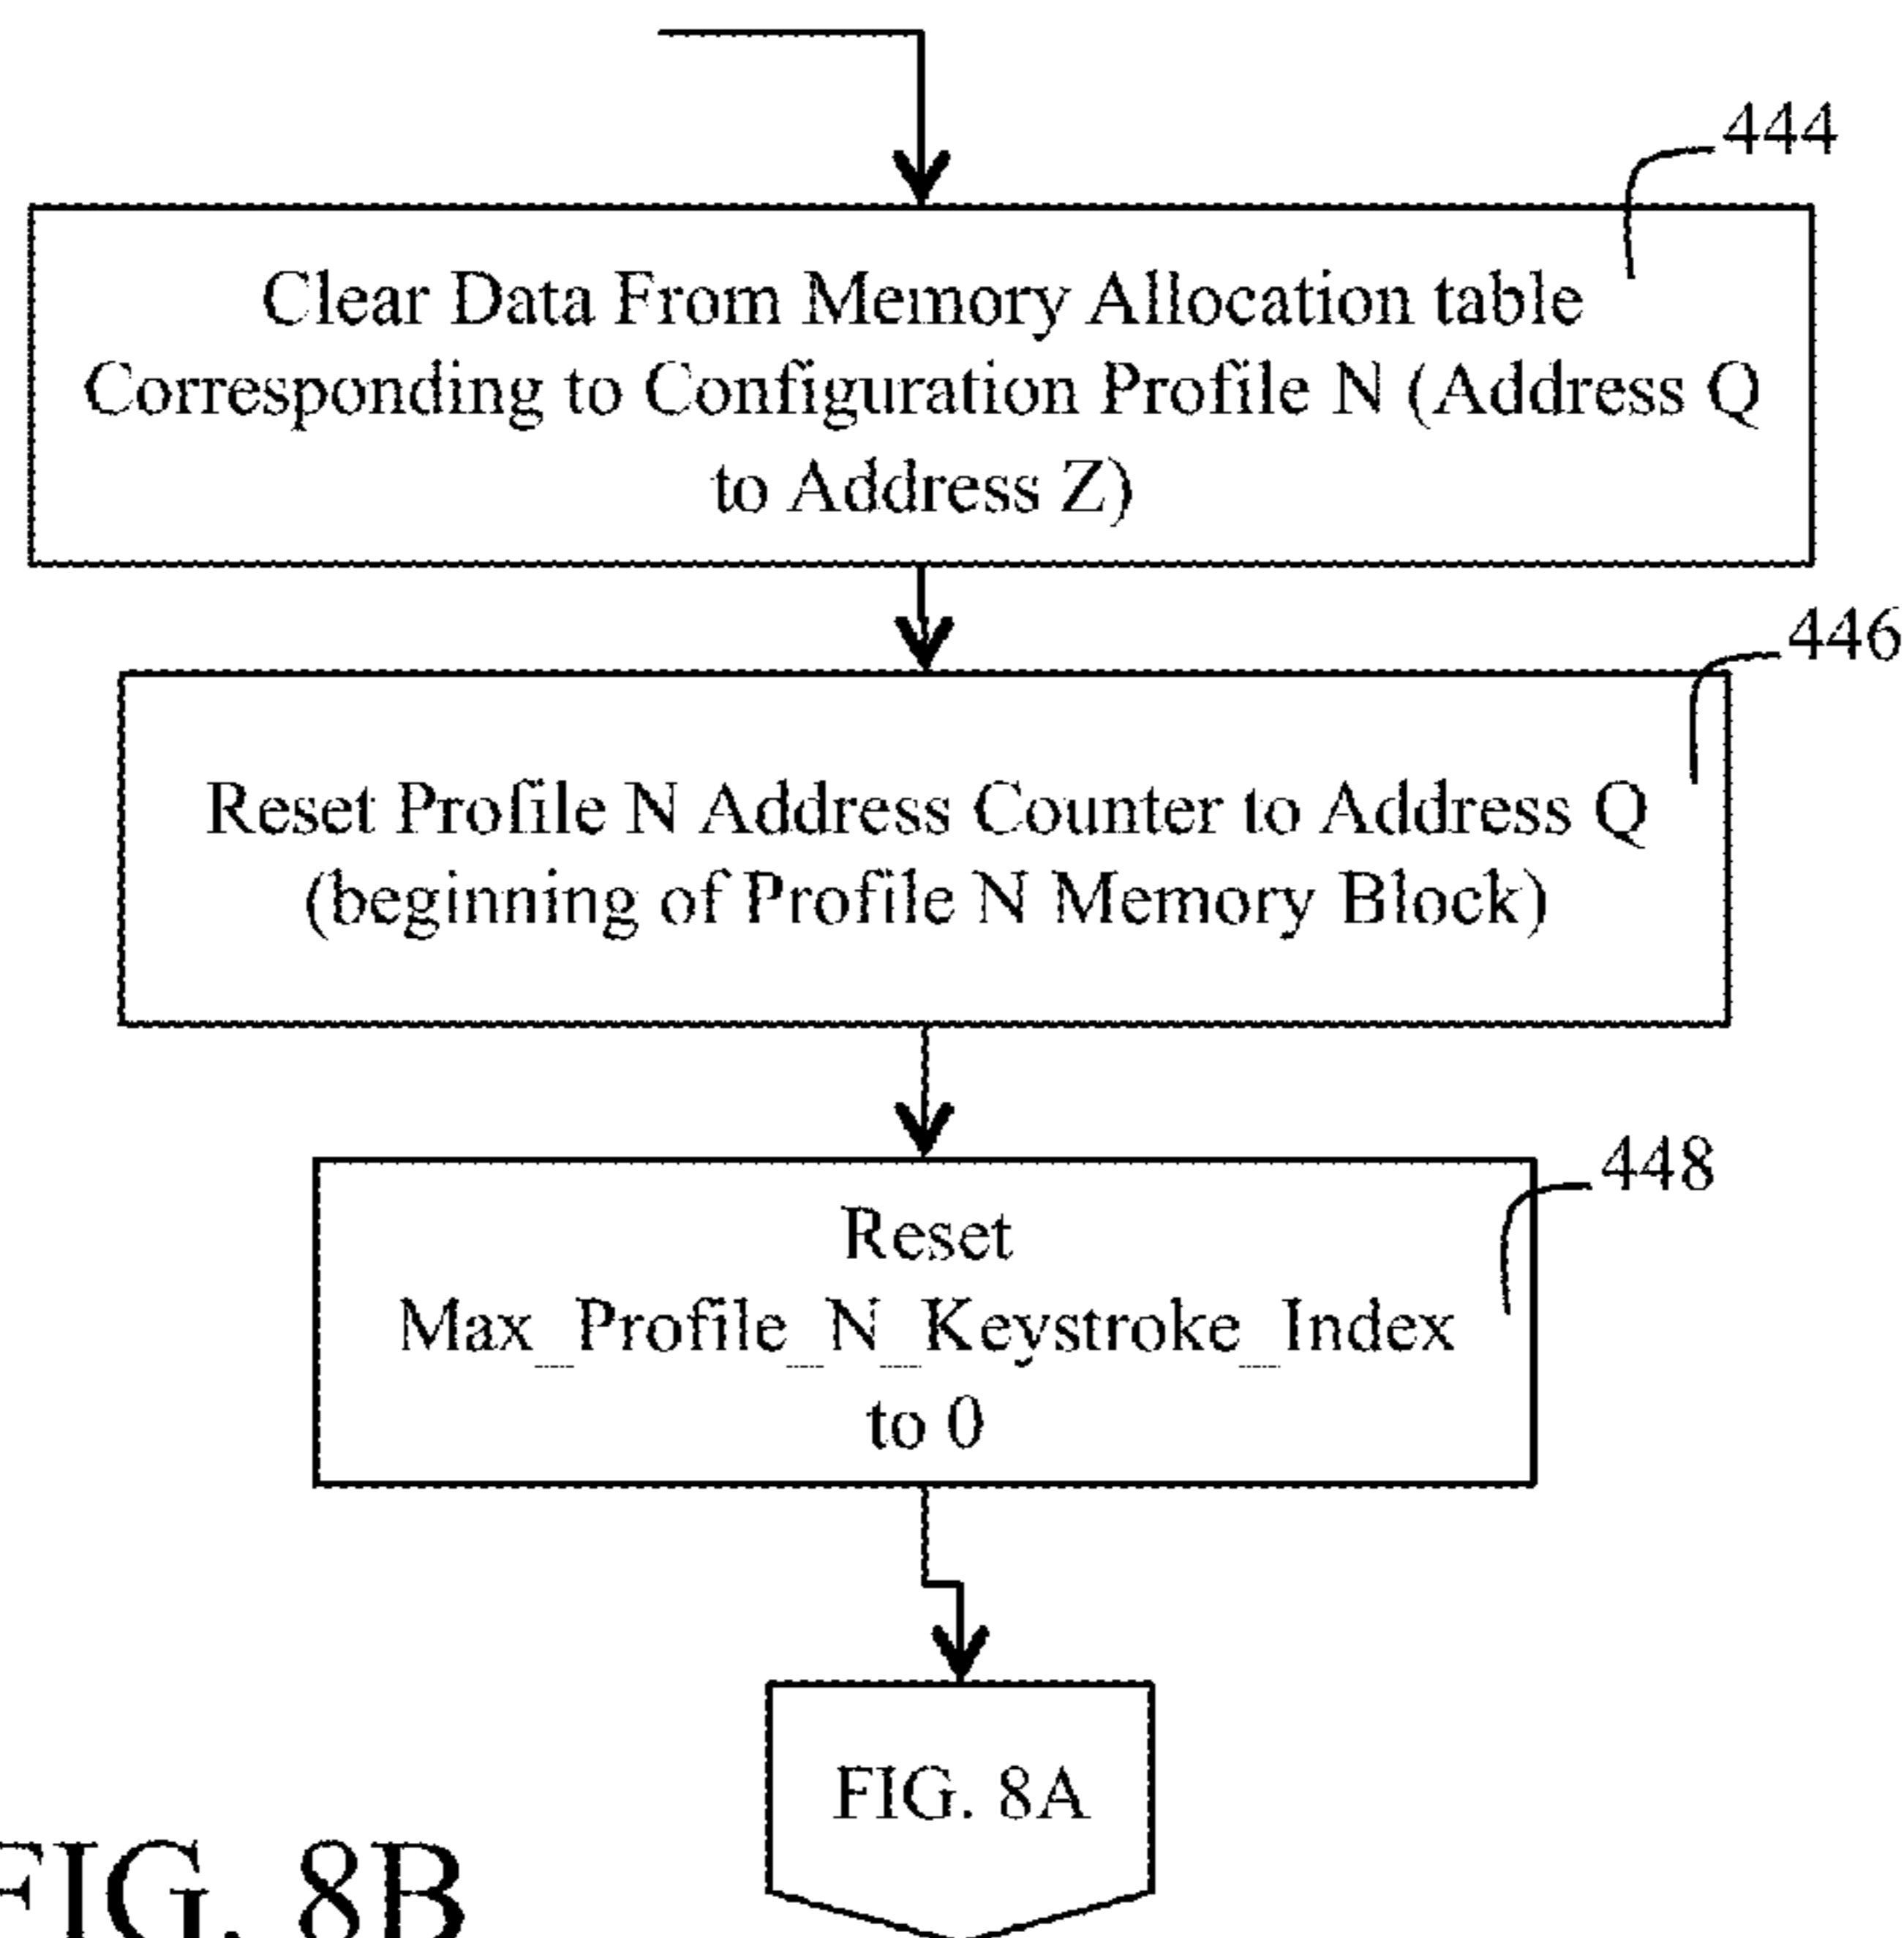 444
Clear Data From Memory Allocation table
Corresponding to Configuration Profile N (Address Q
to Address Z)
446
Reset Profile N Address Counter to Address Q
(beginning of Profile N Memory Block)
448
Reset
Max_Profile_N_Keystroke_Index
to 0
FIG. 8A
FIG. 8B